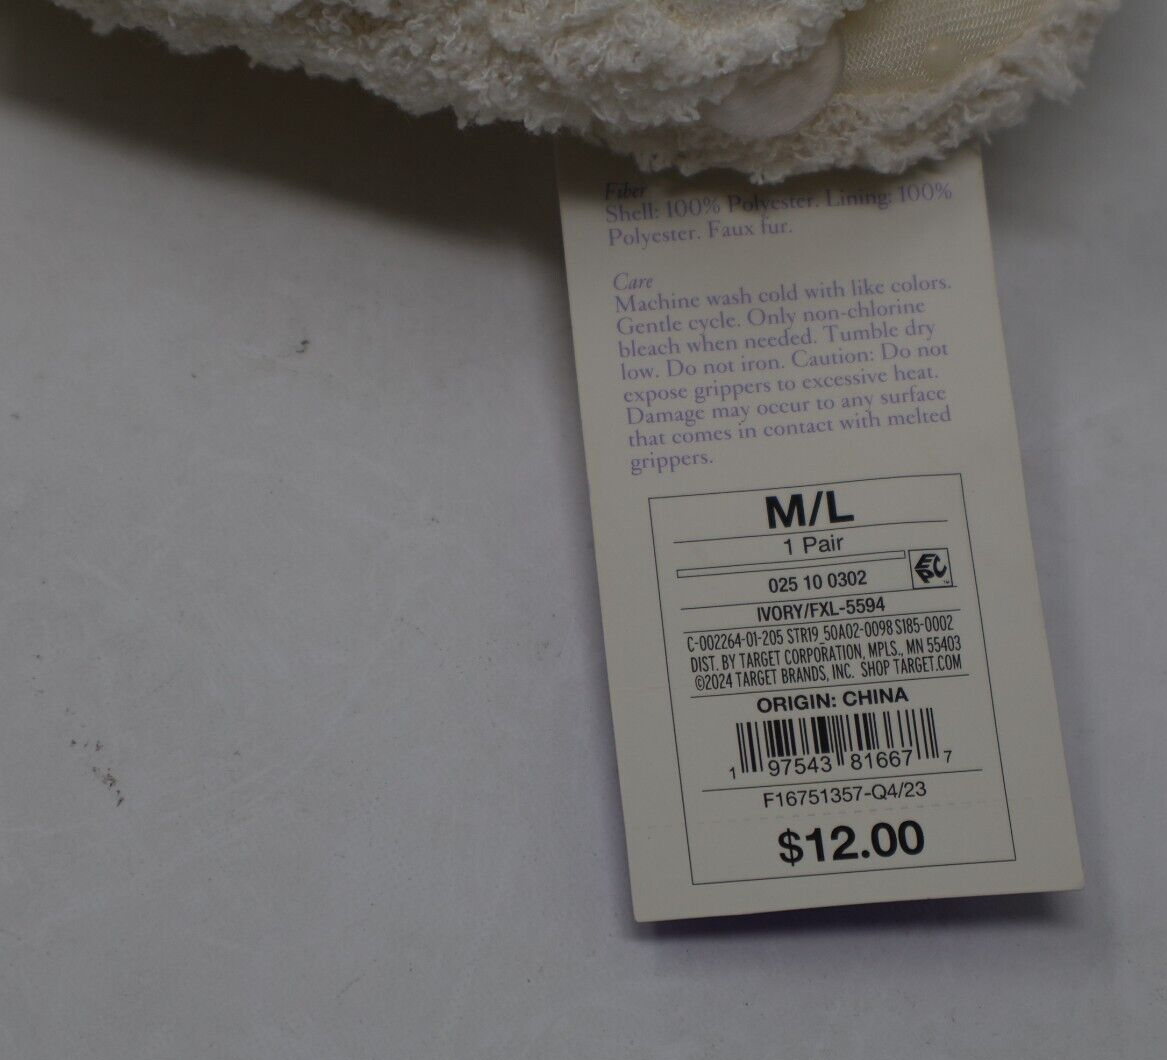 Fiber
Shell: 100% Polyester. Lining: 100%
Polyester. Faux fur.
Care
Machine wash cold with like colors.
Gentle cycle. Only non-chlorine
bleach when needed. Tumble dry
low. Do not iron. Caution: Do not
expose grippers to excessive heat.
Damage may occur to any surface
that comes in contact with melted
grippers.
M/L
1 Pair
025 10 0302
EPC
IVORY/FXL-5594
C-002264-01-205 STR19_50A02-0098 S185-0002
DIST. BY TARGET CORPORATION, MPLS., MN 55403
©2024 TARGET BRANDS, INC. SHOP TARGET.COM
ORIGIN: CHINA
1 97543 81667 7
F16751357-Q4/23
$12.00